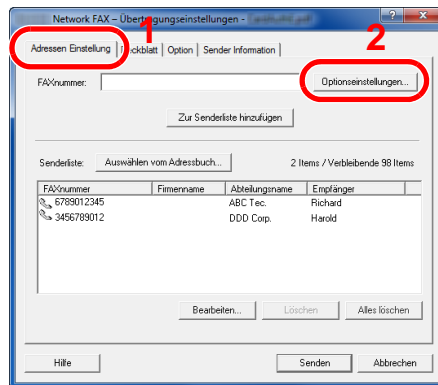 Network FAX – Übertragungseinstellungen -
Adressen Einstellung Option Sender Information
1
2
FAXnummer: Optionseinstellungen...
Zur Senderliste hinzufügen
Senderliste: Auswählen vom Adressbuch... 2 Items / Verbleibende 98 Items
FAXnummer Firmenname Abteilungsname Empfänger
6789012345 ABC Tec. Richard
3456789012 DDD Corp. Harold
Bearbeiten... Löschen Alles löschen
Hilfe Senden Abbrechen